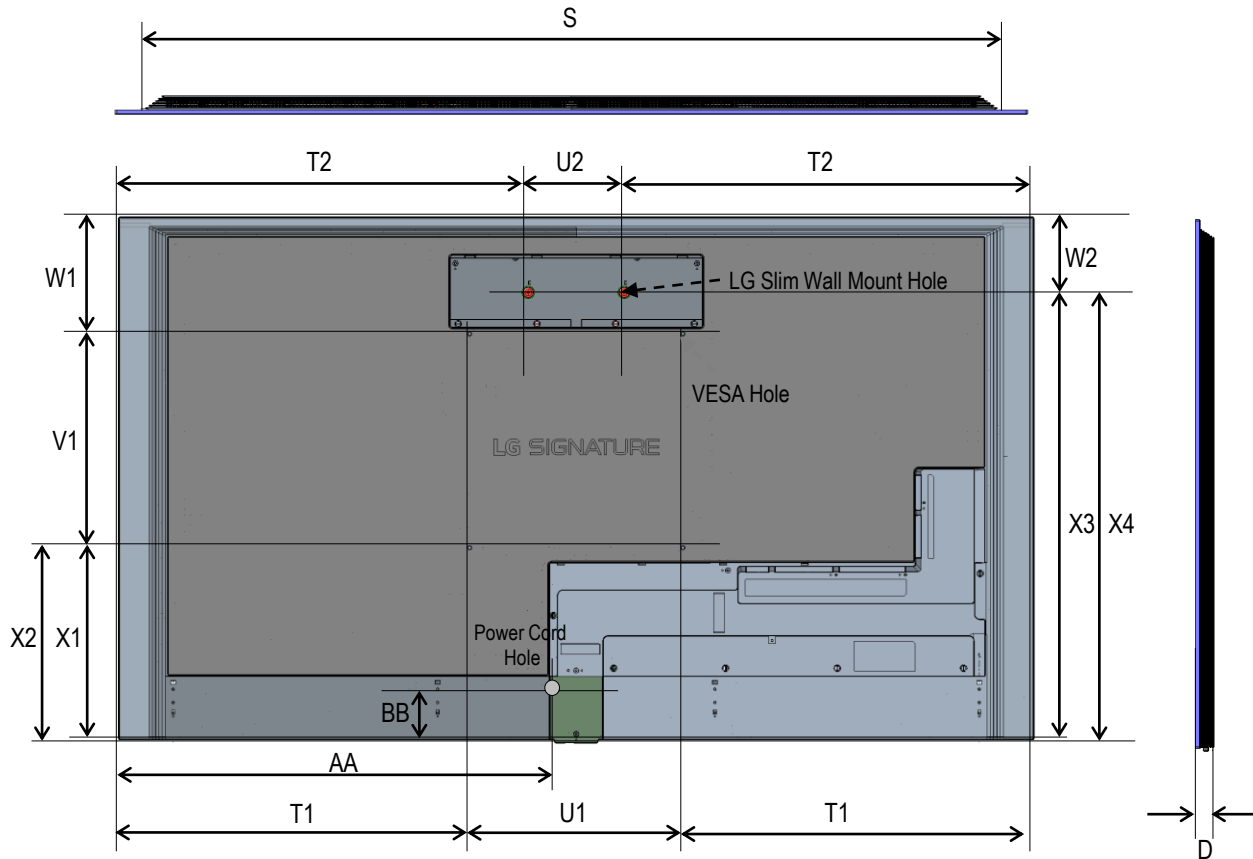 S
T2
U2
T2
W1
W2
LG Slim Wall Mount Hole
VESA Hole
V1
LG SIGNATURE
X3
X4
X2
X1
Power Cord
Hole
BB
AA
T1
U1
T1
D